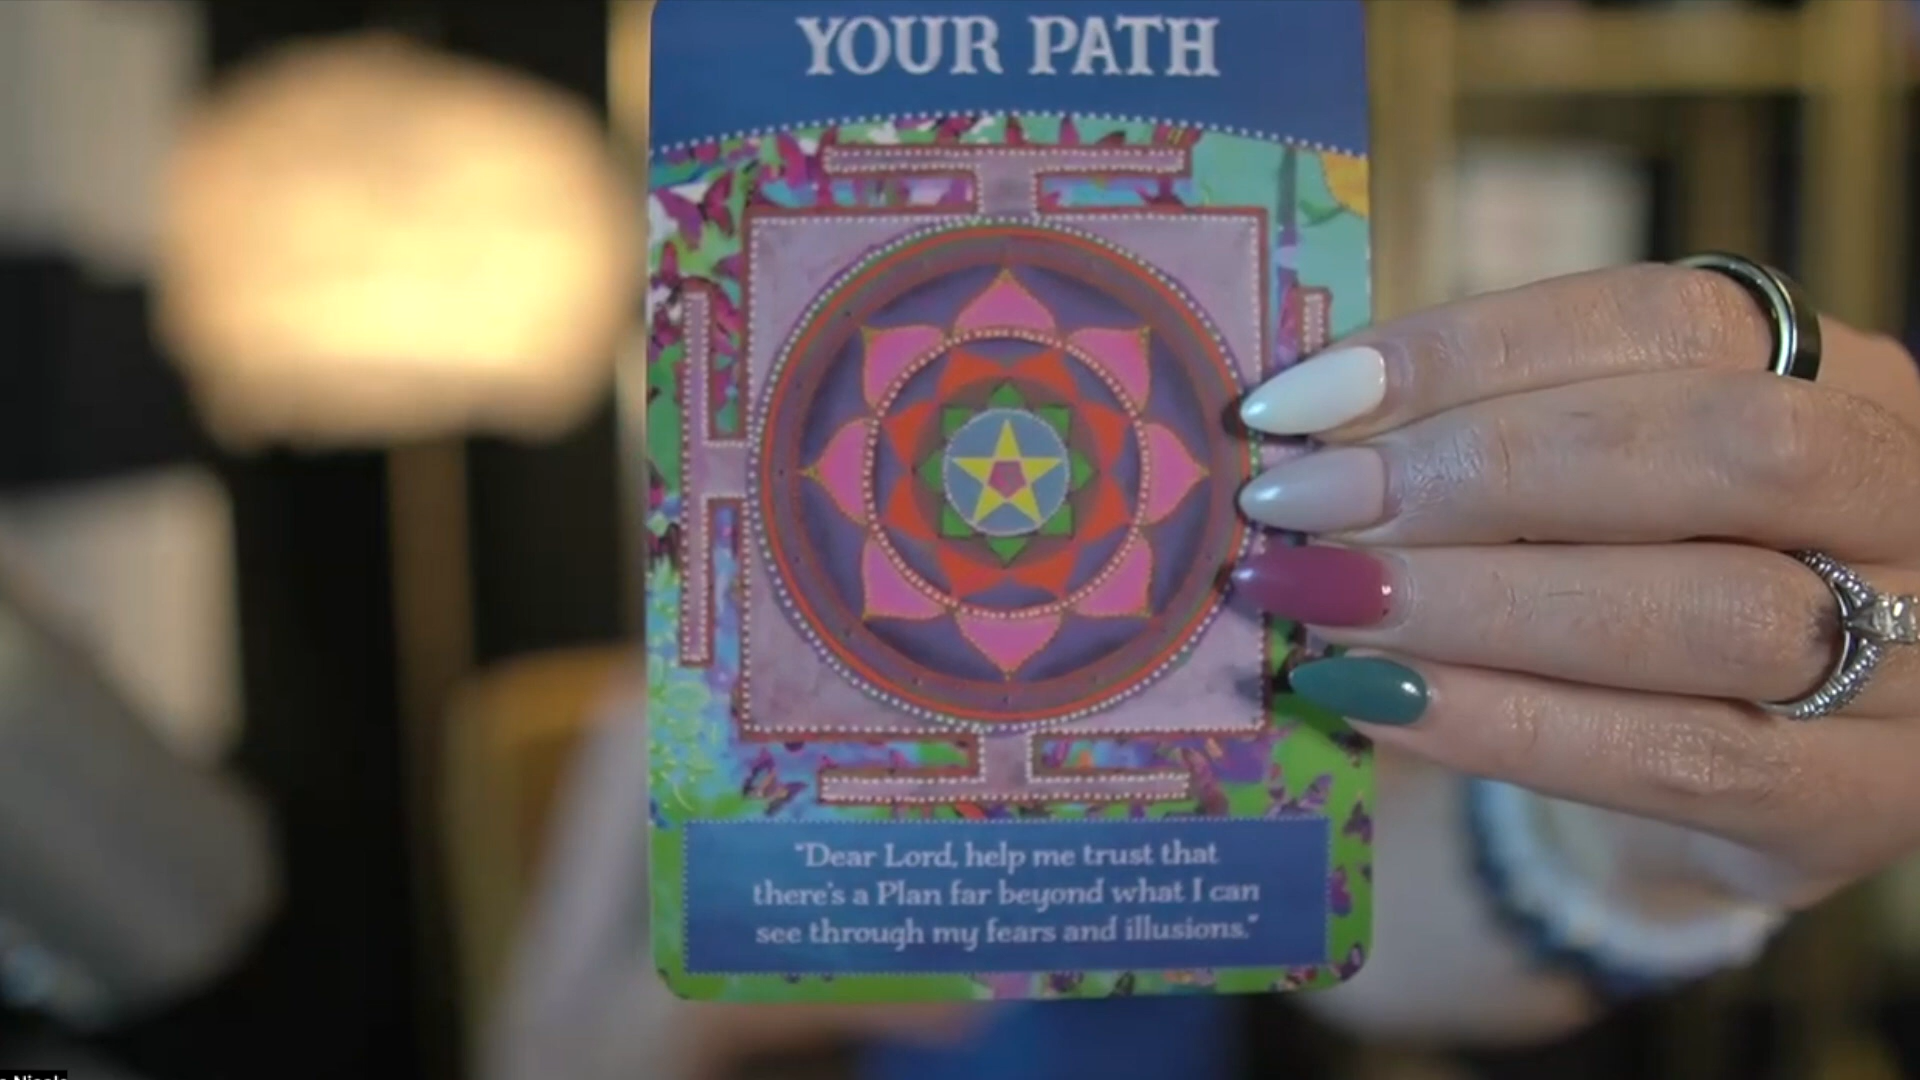 YOUR PATH
"Dear Lord, help me trust that
there's a Plan far beyond what I can
see through my fears and illusions."